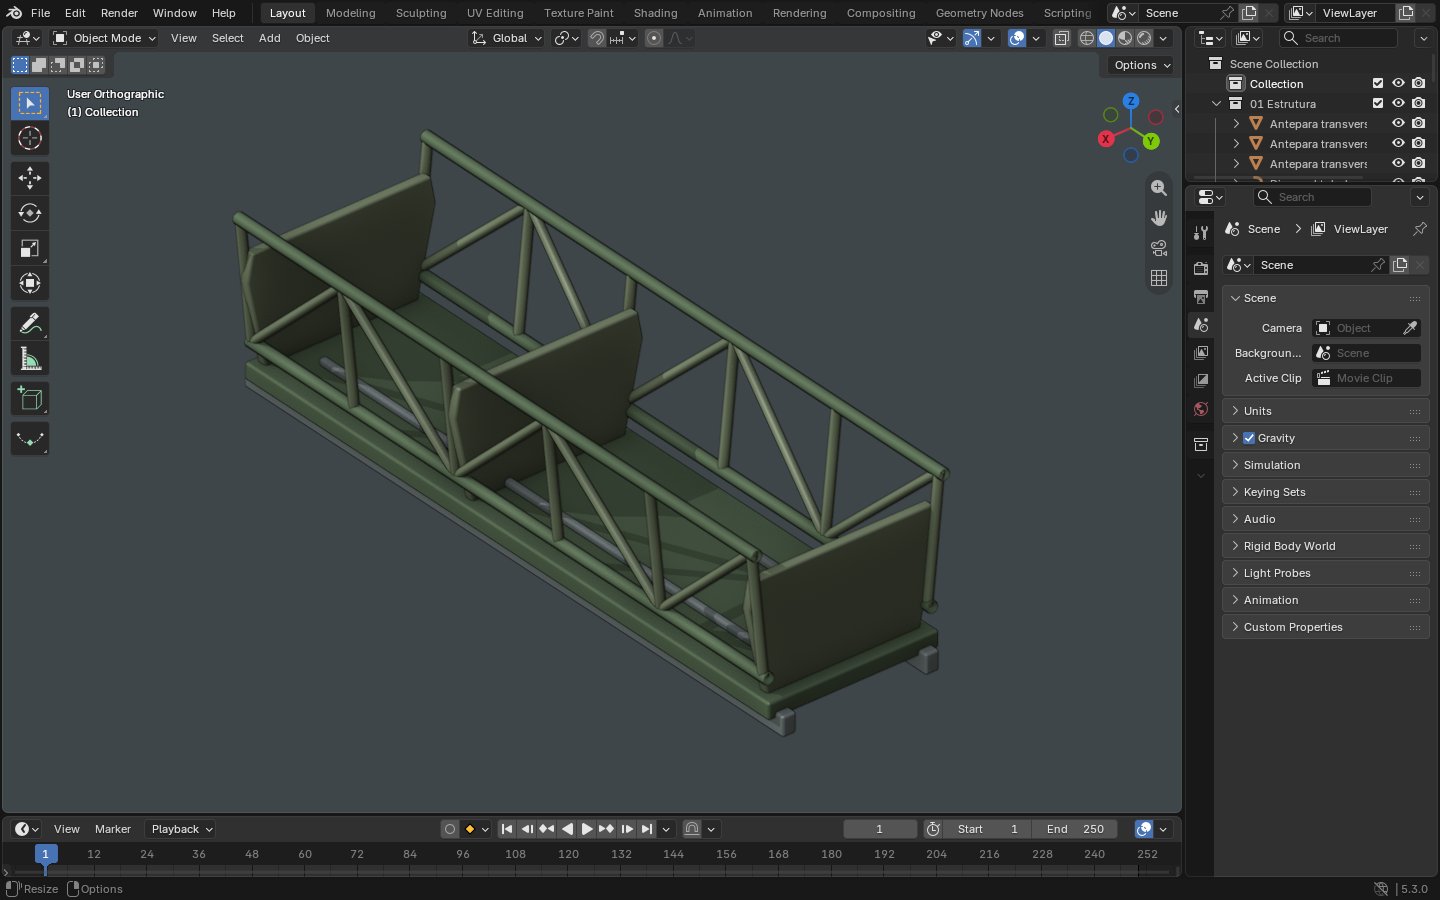 File Edit Render Window Help Layout Modeling Sculpting UV Editing Texture Paint Shading Animation Rendering Compositing Geometry Nodes Scripting Scene ViewLayer
Object Mode View Select Add Object Global Search
Options
User Orthographic
(1) Collection
Z
X
Y
Scene Collection
Collection
01 Estrutura
Antepara transvers
Antepara transvers
Antepara transvers
Search
Scene ViewLayer
Scene
Scene
Camera Object
Backgroun... Scene
Active Clip Movie Clip
Units
Gravity
Simulation
Keying Sets
Audio
Rigid Body World
Light Probes
Animation
Custom Properties
View Marker Playback 1 Start 1 End 250
1 12 24 36 48 60 72 84 96 108 120 132 144 156 168 180 192 204 216 228 240 252
Resize Options 5.3.0